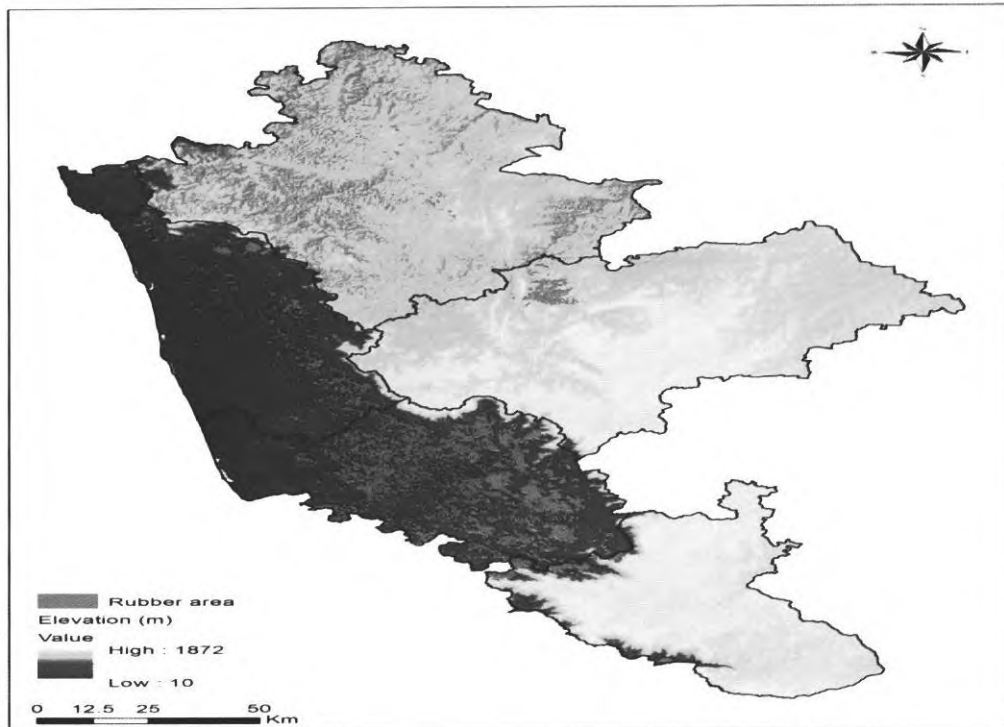 Rubber area
Elevation (m)
Value
High : 1872
Low : 10
0 12.5 25 50
Km